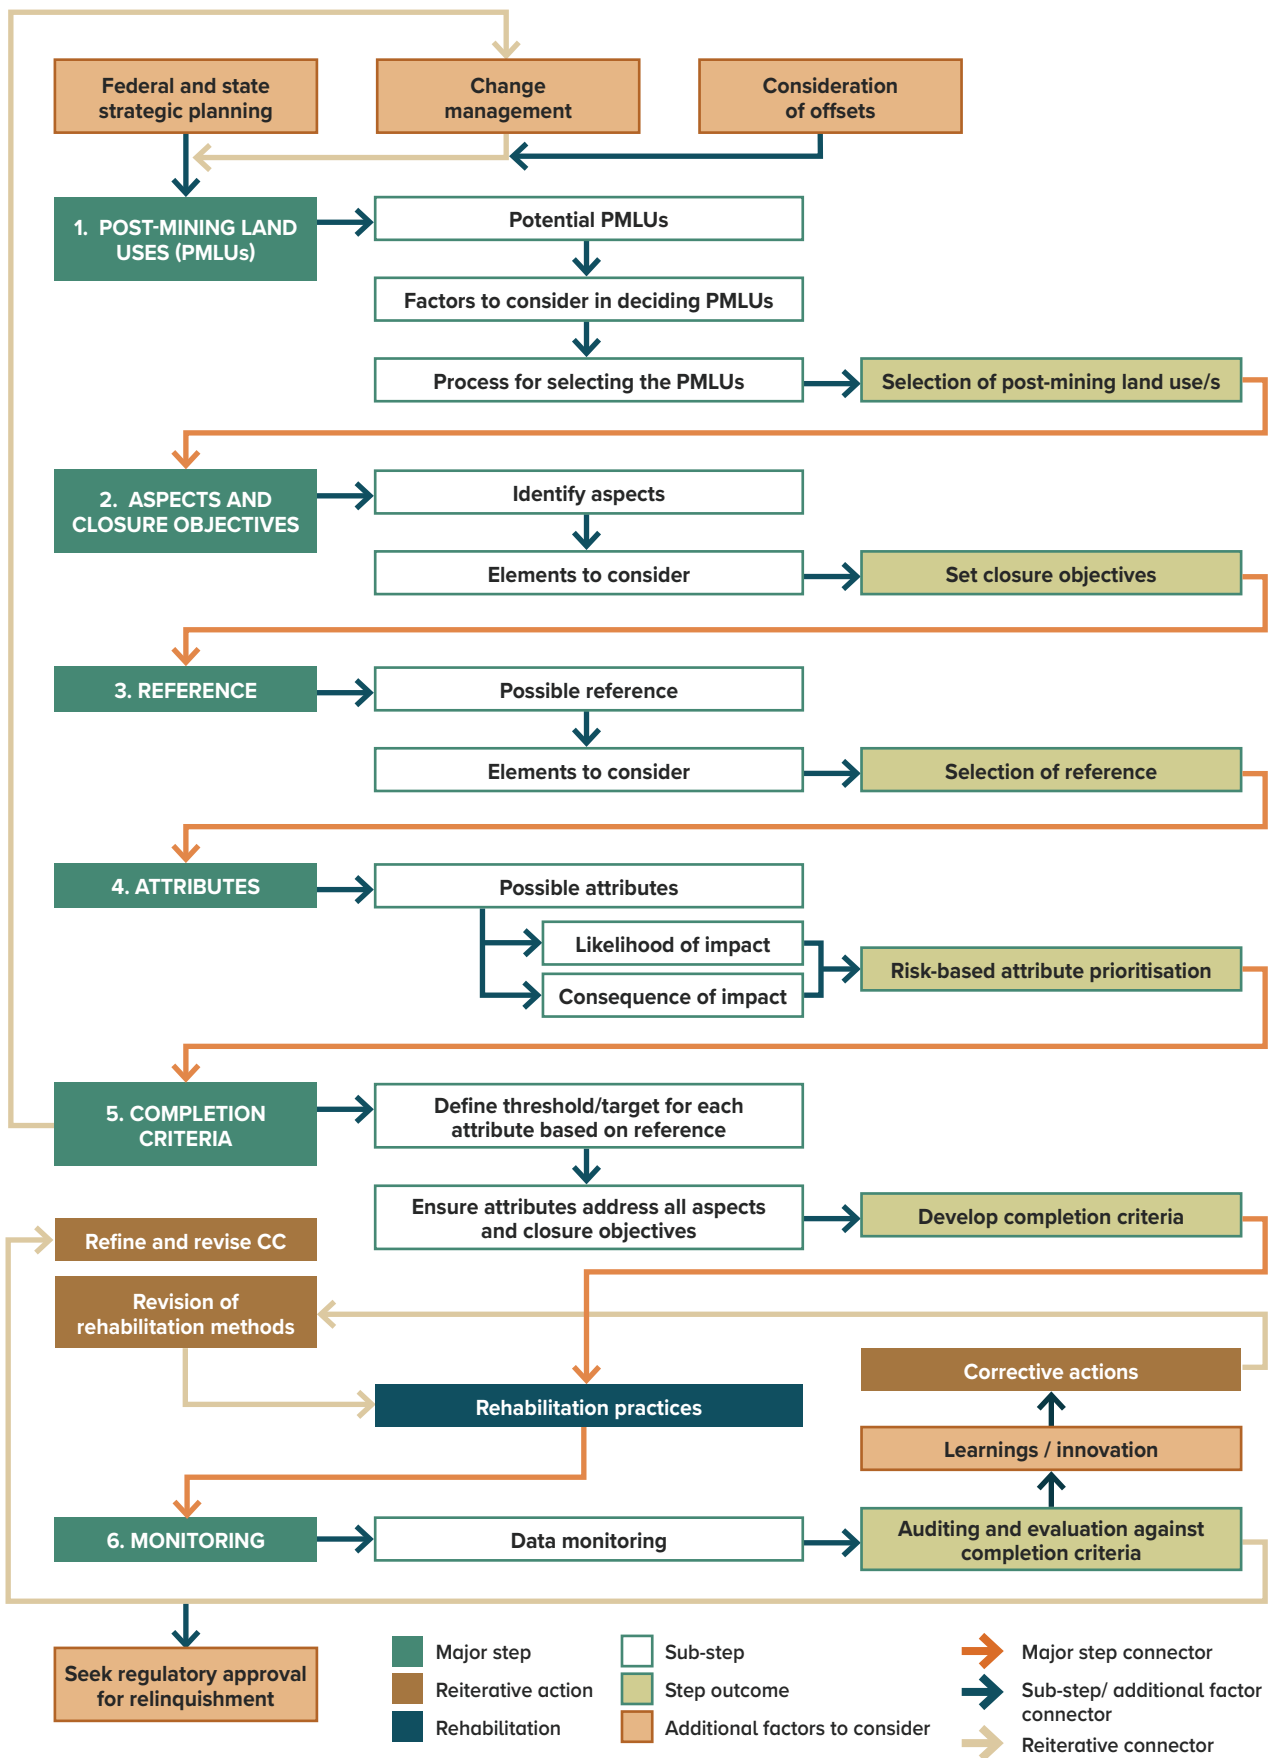 Federal and state
strategic planning
Change
management
Consideration
of offsets
1. POST-MINING LAND
USES (PMLUs)
Potential PMLUs
Factors to consider in deciding PMLUs
Process for selecting the PMLUs
Selection of post-mining land use/s
2. ASPECTS AND
CLOSURE OBJECTIVES
Identify aspects
Elements to consider
Set closure objectives
3. REFERENCE
Possible reference
Elements to consider
Selection of reference
4. ATTRIBUTES
Possible attributes
Likelihood of impact
Consequence of impact
Risk-based attribute prioritisation
5. COMPLETION
CRITERIA
Define threshold/target for each
attribute based on reference
Ensure attributes address all aspects
and closure objectives
Develop completion criteria
Refine and revise CC
Revision of
rehabilitation methods
Rehabilitation practices
Corrective actions
Learnings / innovation
6. MONITORING
Data monitoring
Auditing and evaluation against
completion criteria
Seek regulatory approval
for relinquishment
Major step
Reiterative action
Rehabilitation
Sub-step
Step outcome
Additional factors to consider
Major step connector
Sub-step/ additional factor
connector
Reiterative connector